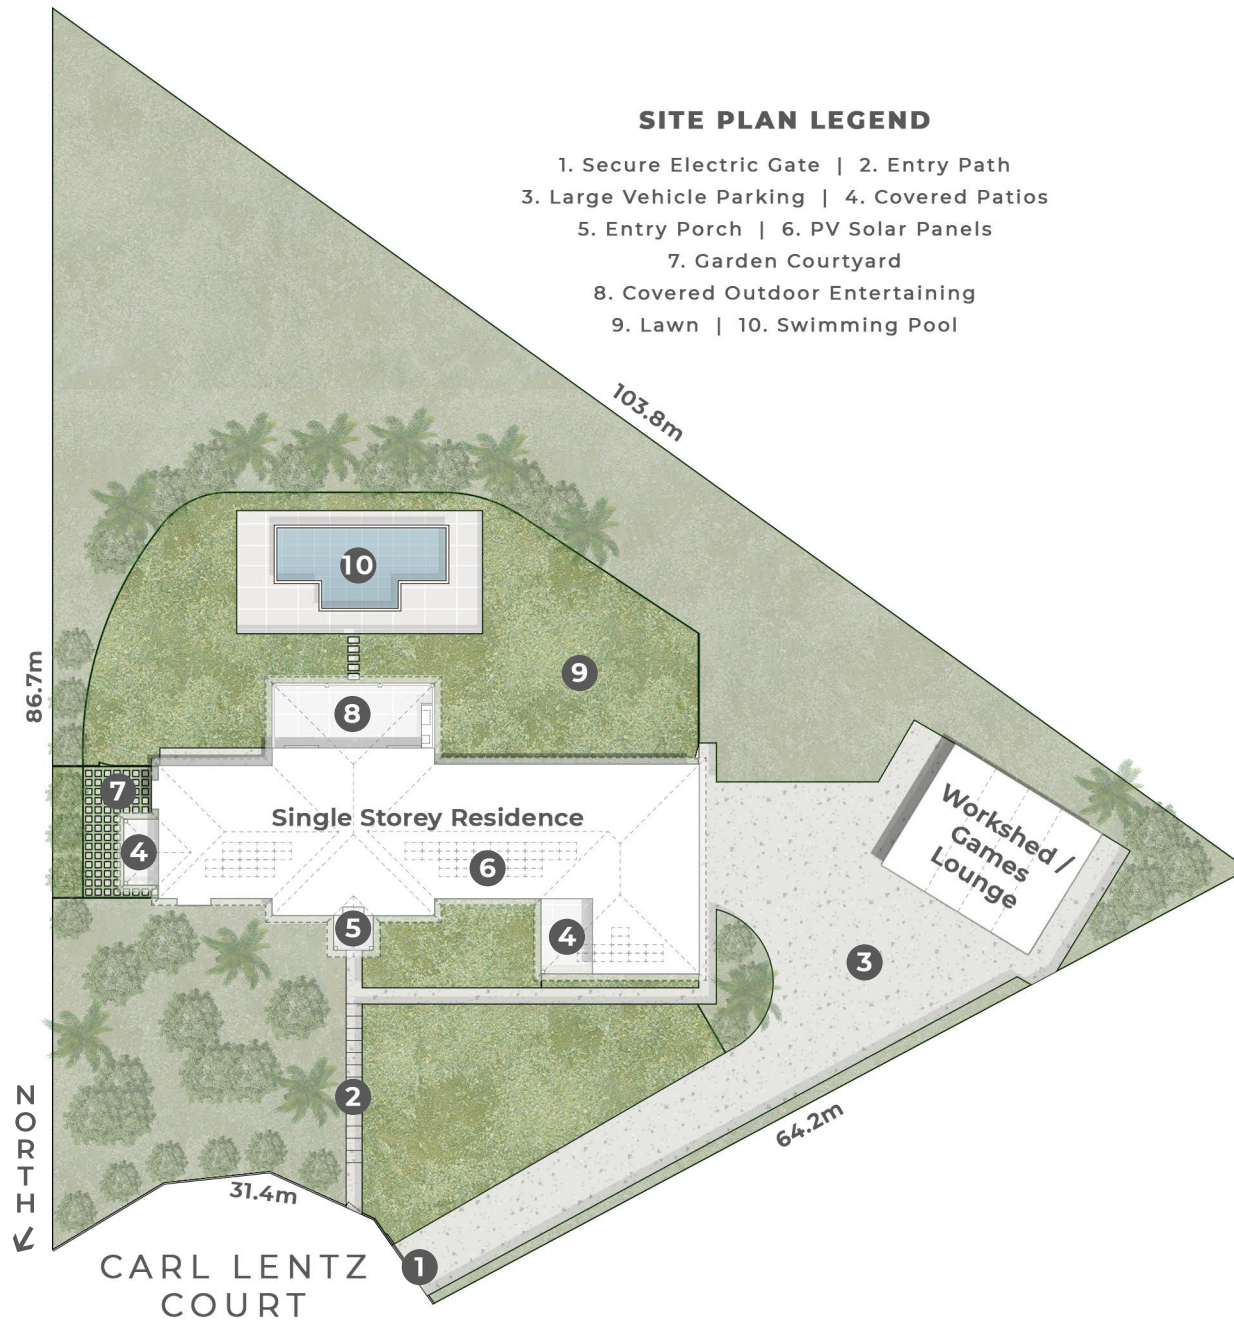 SITE PLAN LEGEND
1. Secure Electric Gate | 2. Entry Path
3. Large Vehicle Parking | 4. Covered Patios
5. Entry Porch | 6. PV Solar Panels
7. Garden Courtyard
8. Covered Outdoor Entertaining
9. Lawn | 10. Swimming Pool
103.8m
10
86.7m
9
8
7
Single Storey Residence
4
6
Workshed /
Games
Lounge
5
4
3
2
64.2m
NORTH
31.4m
1
CARL LENTZ
COURT